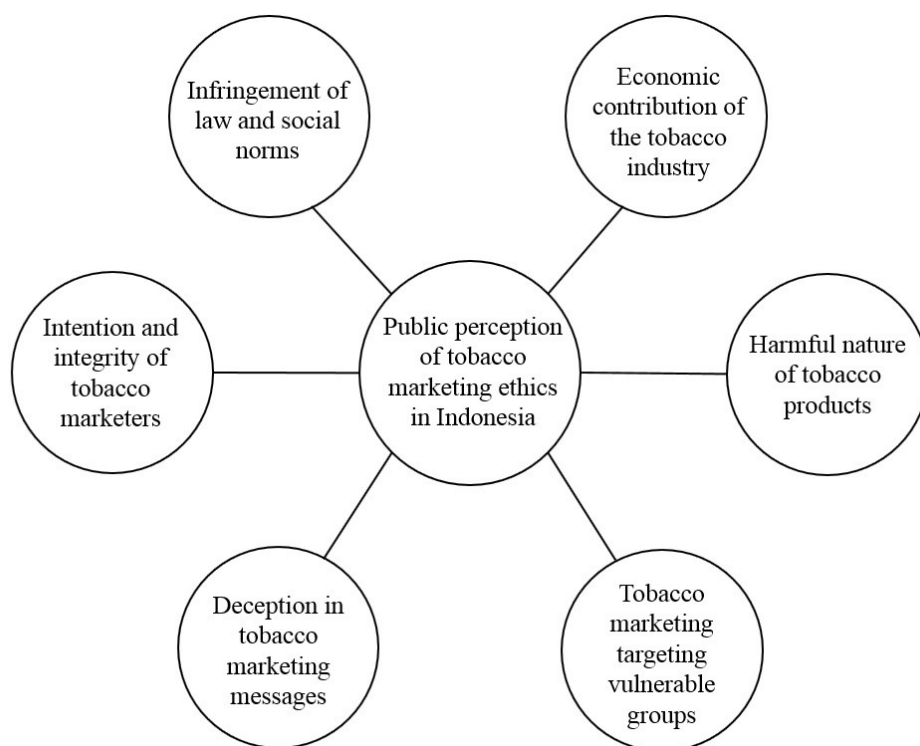 Infringement of
law and social
norms
Economic
contribution of
the tobacco
industry
Intention and
integrity of
tobacco
marketers
Public perception
of tobacco
marketing ethics
in Indonesia
Harmful nature
of tobacco
products
Deception in
tobacco
marketing
messages
Tobacco
marketing
targeting
vulnerable
groups